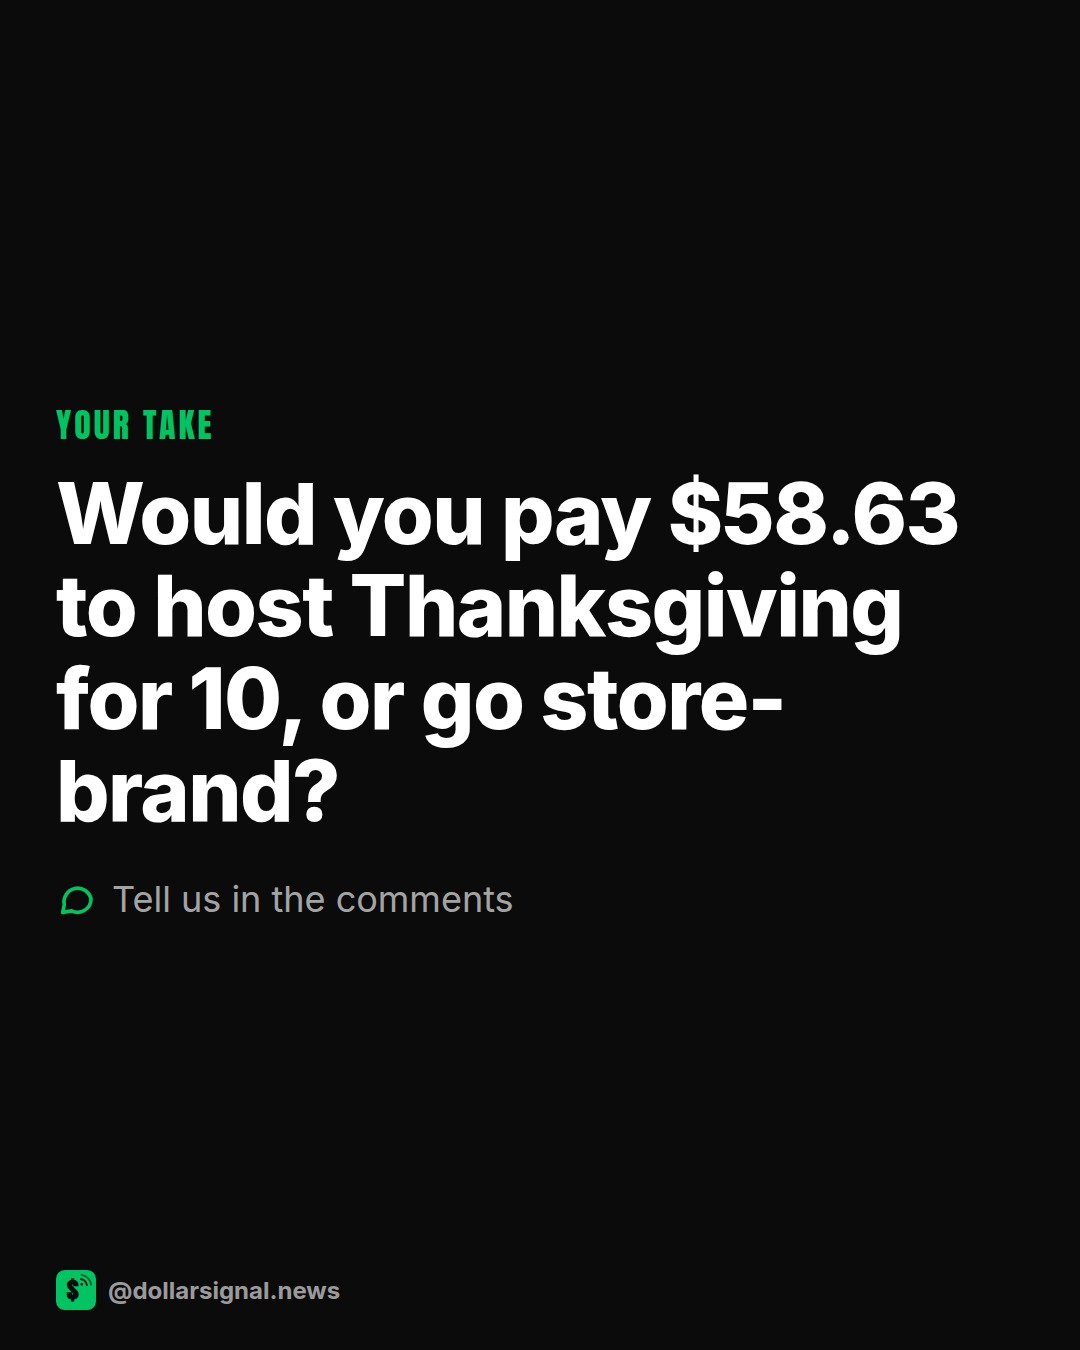 YOUR TAKE
Would you pay $58.63
to host Thanksgiving
for 10, or go store-
brand?
Tell us in the comments
$ @dollarsignal.news